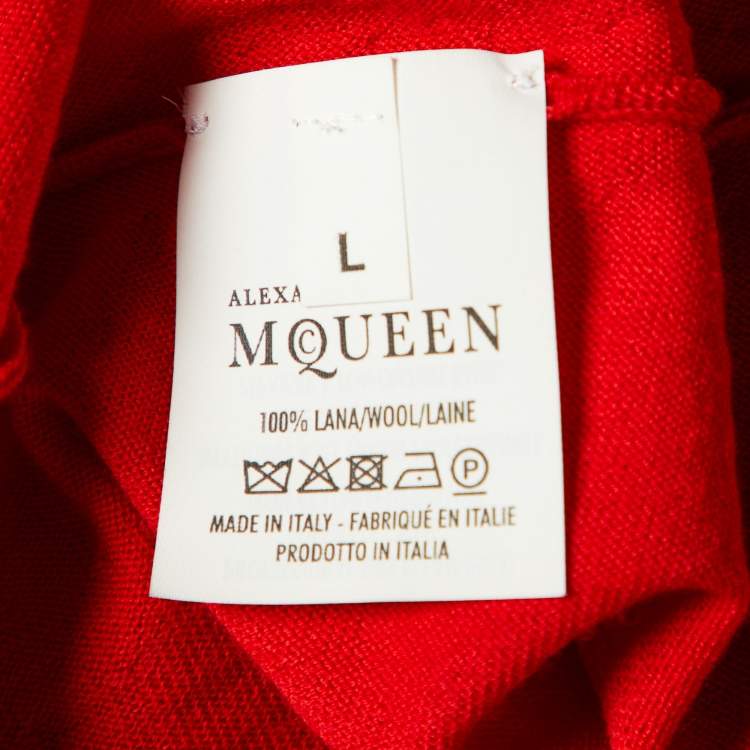 L
ALEXA
MCQUEEN
100% LANA/WOOL/LAINE
P
MADE IN ITALY - FABRIQUÉ EN ITALIE
PRODOTTO IN ITALIA